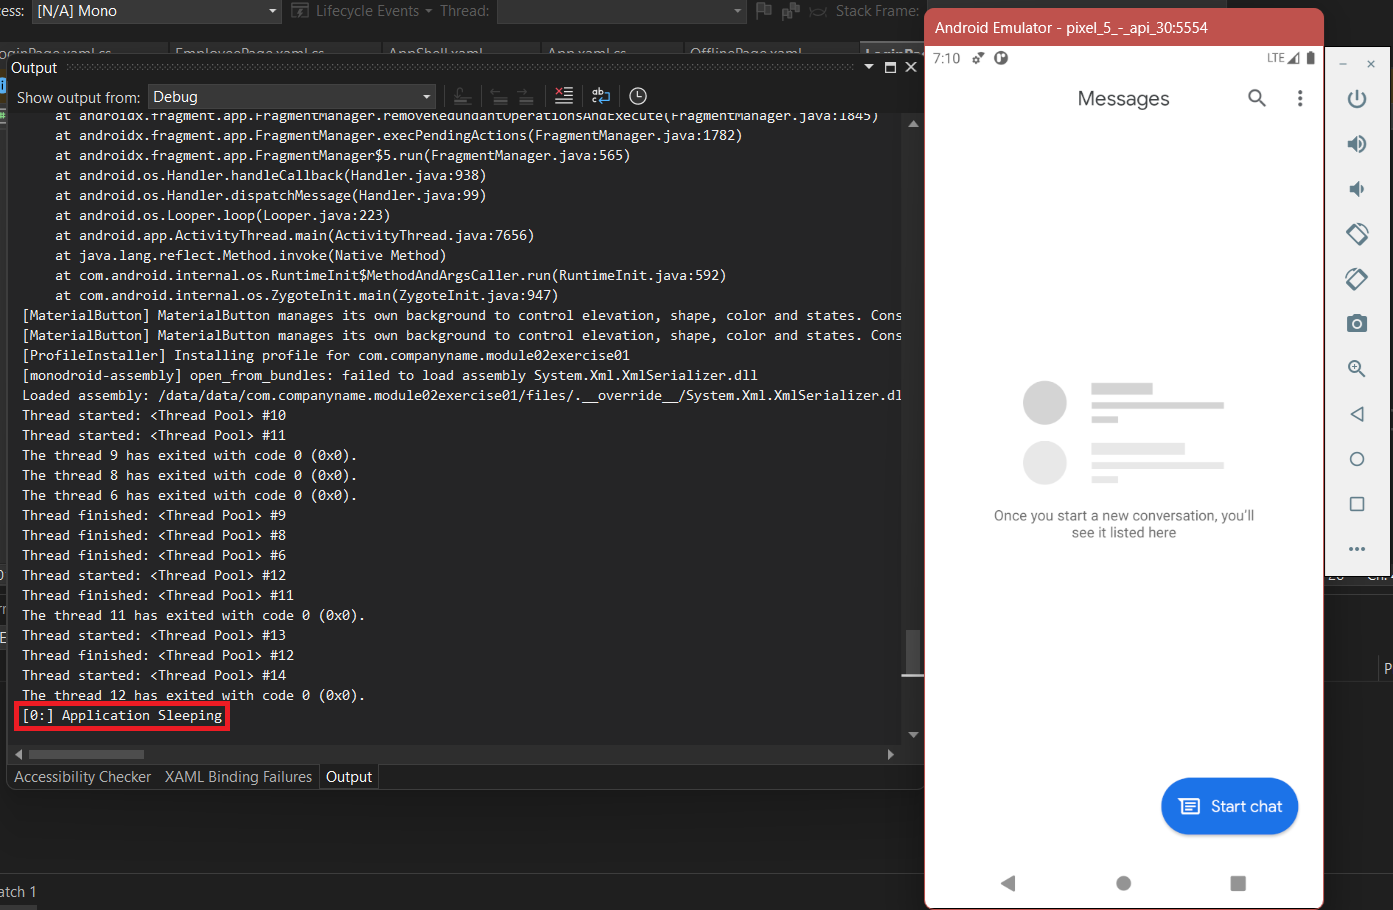 [N/A] Mono
Lifecycle Events
Thread:
Stack Frame:
EmployeePage.xaml.cs
AppShell.xaml
App.xaml.cs
OfflinePage.xaml
Output
Show output from:
Debug
at androidx.fragment.app.FragmentManager.removeRedundantOperationsAndExecute(FragmentManager.java:1845)
at androidx.fragment.app.FragmentManager.execPendingActions(FragmentManager.java:1782)
at androidx.fragment.app.FragmentManager$5.run(FragmentManager.java:565)
at android.os.Handler.handleCallback(Handler.java:938)
at android.os.Handler.dispatchMessage(Handler.java:99)
at android.os.Looper.loop(Looper.java:223)
at android.app.ActivityThread.main(ActivityThread.java:7656)
at java.lang.reflect.Method.invoke(Native Method)
at com.android.internal.os.RuntimeInit$MethodAndArgsCaller.run(RuntimeInit.java:592)
at com.android.internal.os.ZygoteInit.main(ZygoteInit.java:947)
[MaterialButton] MaterialButton manages its own background to control elevation, shape, color and states. Cons
[MaterialButton] MaterialButton manages its own background to control elevation, shape, color and states. Cons
[ProfileInstaller] Installing profile for com.companyname.module02exercise01
[monodroid-assembly] open_from_bundles: failed to load assembly System.Xml.XmlSerializer.dll
Loaded assembly: /data/data/com.companyname.module02exercise01/files/.__override__/System.Xml.XmlSerializer.dl
Thread started: <Thread Pool> #10
Thread started: <Thread Pool> #11
The thread 9 has exited with code 0 (0x0).
The thread 8 has exited with code 0 (0x0).
The thread 6 has exited with code 0 (0x0).
Thread finished: <Thread Pool> #9
Thread finished: <Thread Pool> #8
Thread finished: <Thread Pool> #6
Thread started: <Thread Pool> #12
Thread finished: <Thread Pool> #11
The thread 11 has exited with code 0 (0x0).
Thread started: <Thread Pool> #13
Thread finished: <Thread Pool> #12
Thread started: <Thread Pool> #14
The thread 12 has exited with code 0 (0x0).
[0:] Application Sleeping
Accessibility Checker
XAML Binding Failures
Output
atch 1
Android Emulator - pixel_5_-_api_30:5554
7:10
LTE
Messages
Once you start a new conversation, you'll
see it listed here
Start chat